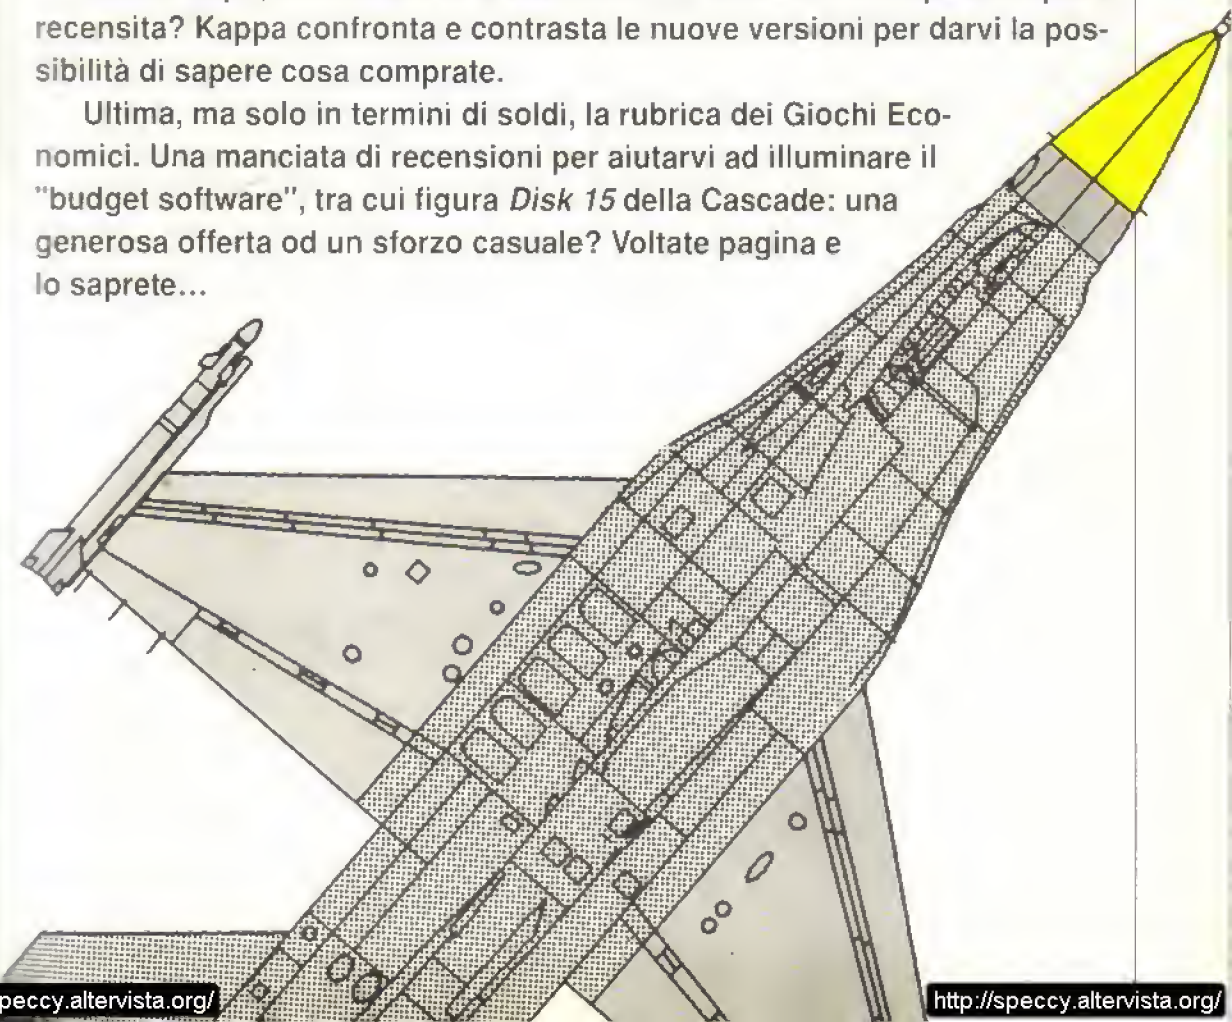 recensita? Kappa confronta e contrasta le nuove versioni per darvi la pos-
sibilità di sapere cosa comprate.
Ultima, ma solo in termini di soldi, la rubrica dei Giochi Eco-
nomici. Una manciata di recensioni per aiutarvi ad illuminare il
"budget software", tra cui figura Disk 15 della Cascade: una
generosa offerta od un sforzo casuale? Voltate pagina e
lo saprete...
peccy.altervista.org/
http://speccy.altervista.org/